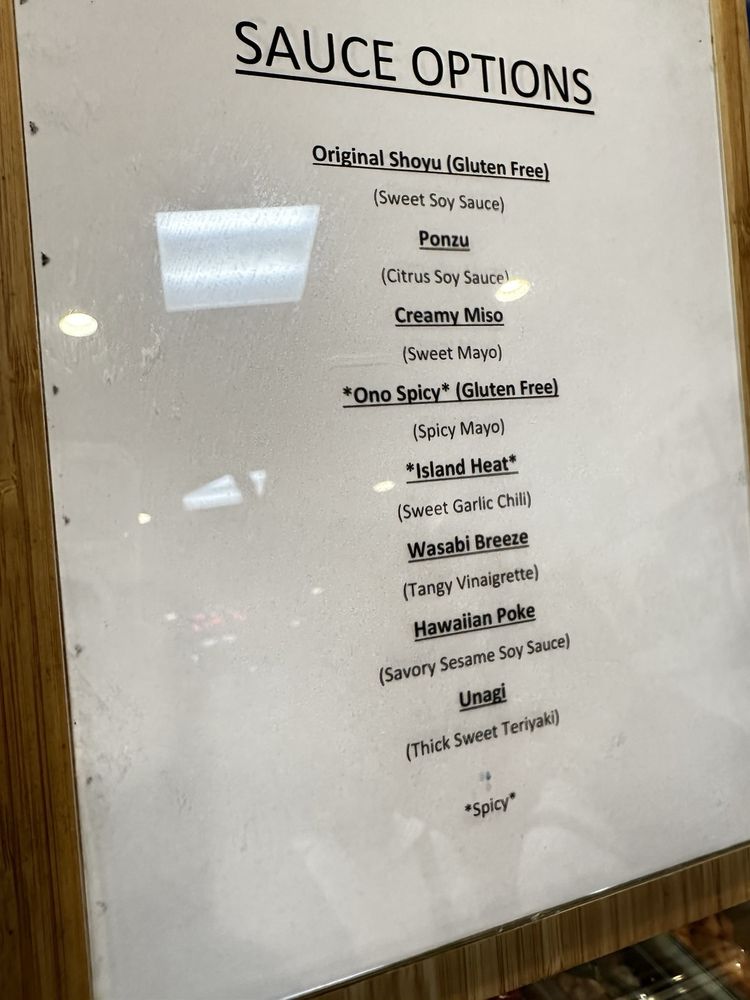 SAUCE OPTIONS
Original Shoyu (Gluten Free)
(Sweet Soy Sauce)
Ponzu
(Citrus Soy Sauce)
Creamy Miso
(Sweet Mayo)
*Ono Spicy* (Gluten Free)
(Spicy Mayo)
*Island Heat*
(Sweet Garlic Chili)
Wasabi Breeze
(Tangy Vinaigrette)
Hawaiian Poke
(Savory Sesame Soy Sauce)
Unagi
(Thick Sweet Teriyaki)
*Spicy*